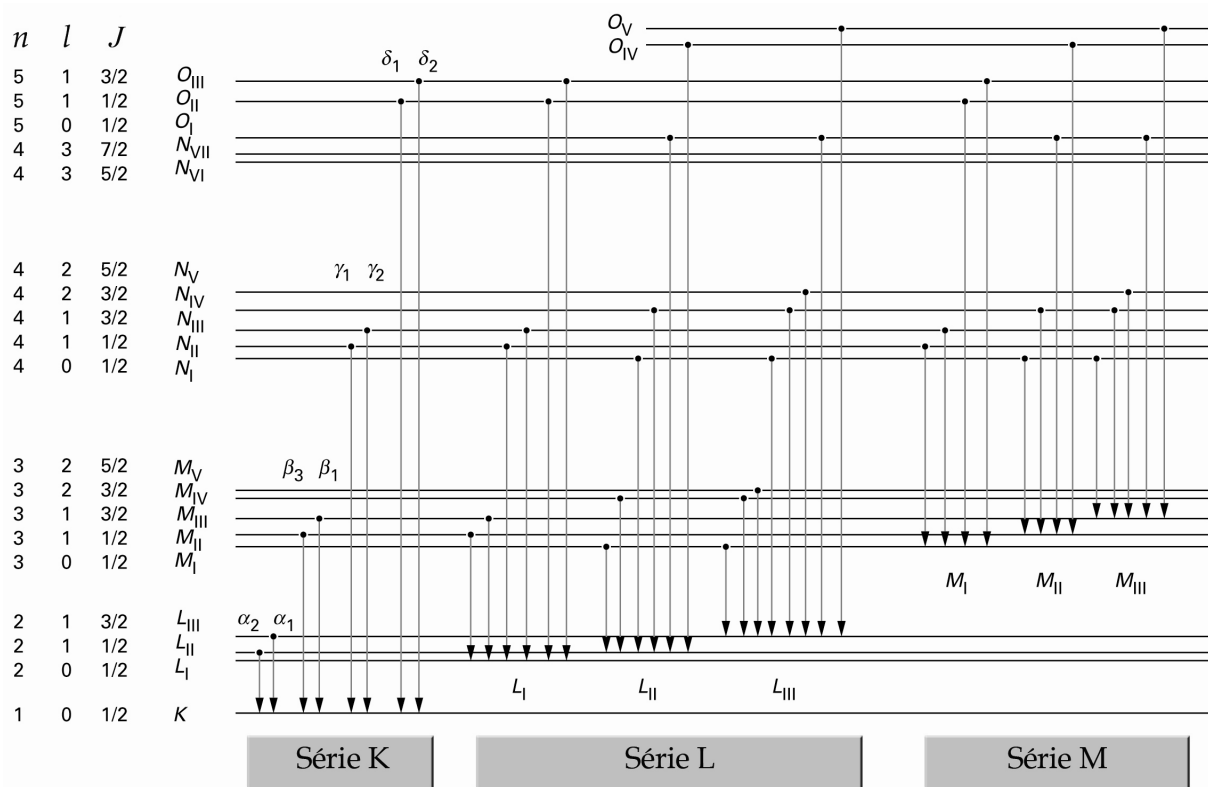 O_V
n l J O_IV
δ₁ δ₂
5 1 3/2 O_III
5 1 1/2 O_II
5 0 1/2 O_I
4 3 7/2 N_VII
4 3 5/2 N_VI
4 2 5/2 N_V γ₁ γ₂
4 2 3/2 N_IV
4 1 3/2 N_III
4 1 1/2 N_II
4 0 1/2 N_I
3 2 5/2 M_V β₃ β₁
3 2 3/2 M_IV
3 1 3/2 M_III
3 1 1/2 M_II
3 0 1/2 M_I
M_I M_II M_III
2 1 3/2 L_III α₂ α₁
2 1 1/2 L_II
2 0 1/2 L_I
L_I L_II L_III
1 0 1/2 K
Série K Série L Série M